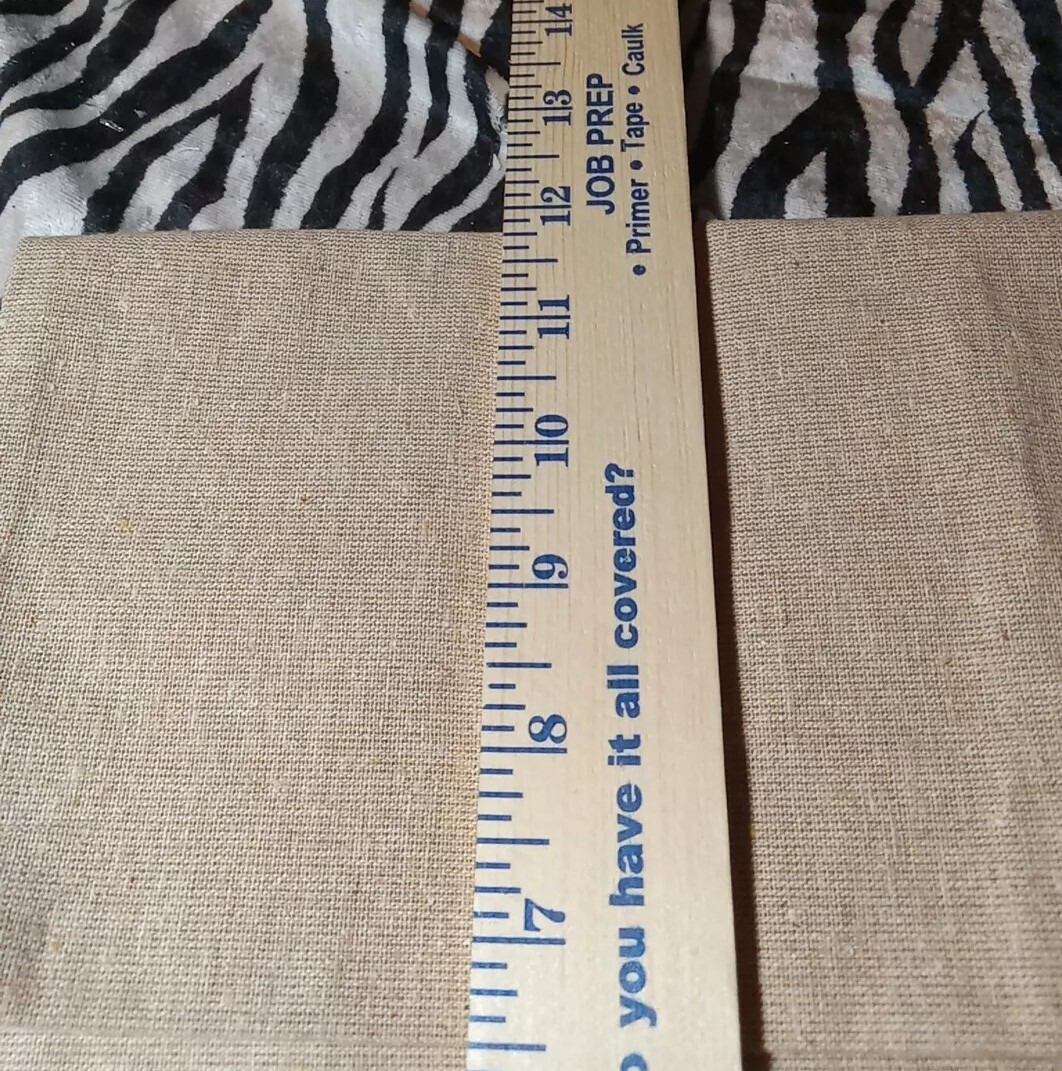 14
13
12
11
10
9
8
7
you have it all covered?
JOB PREP
• Primer • Tape • Caulk